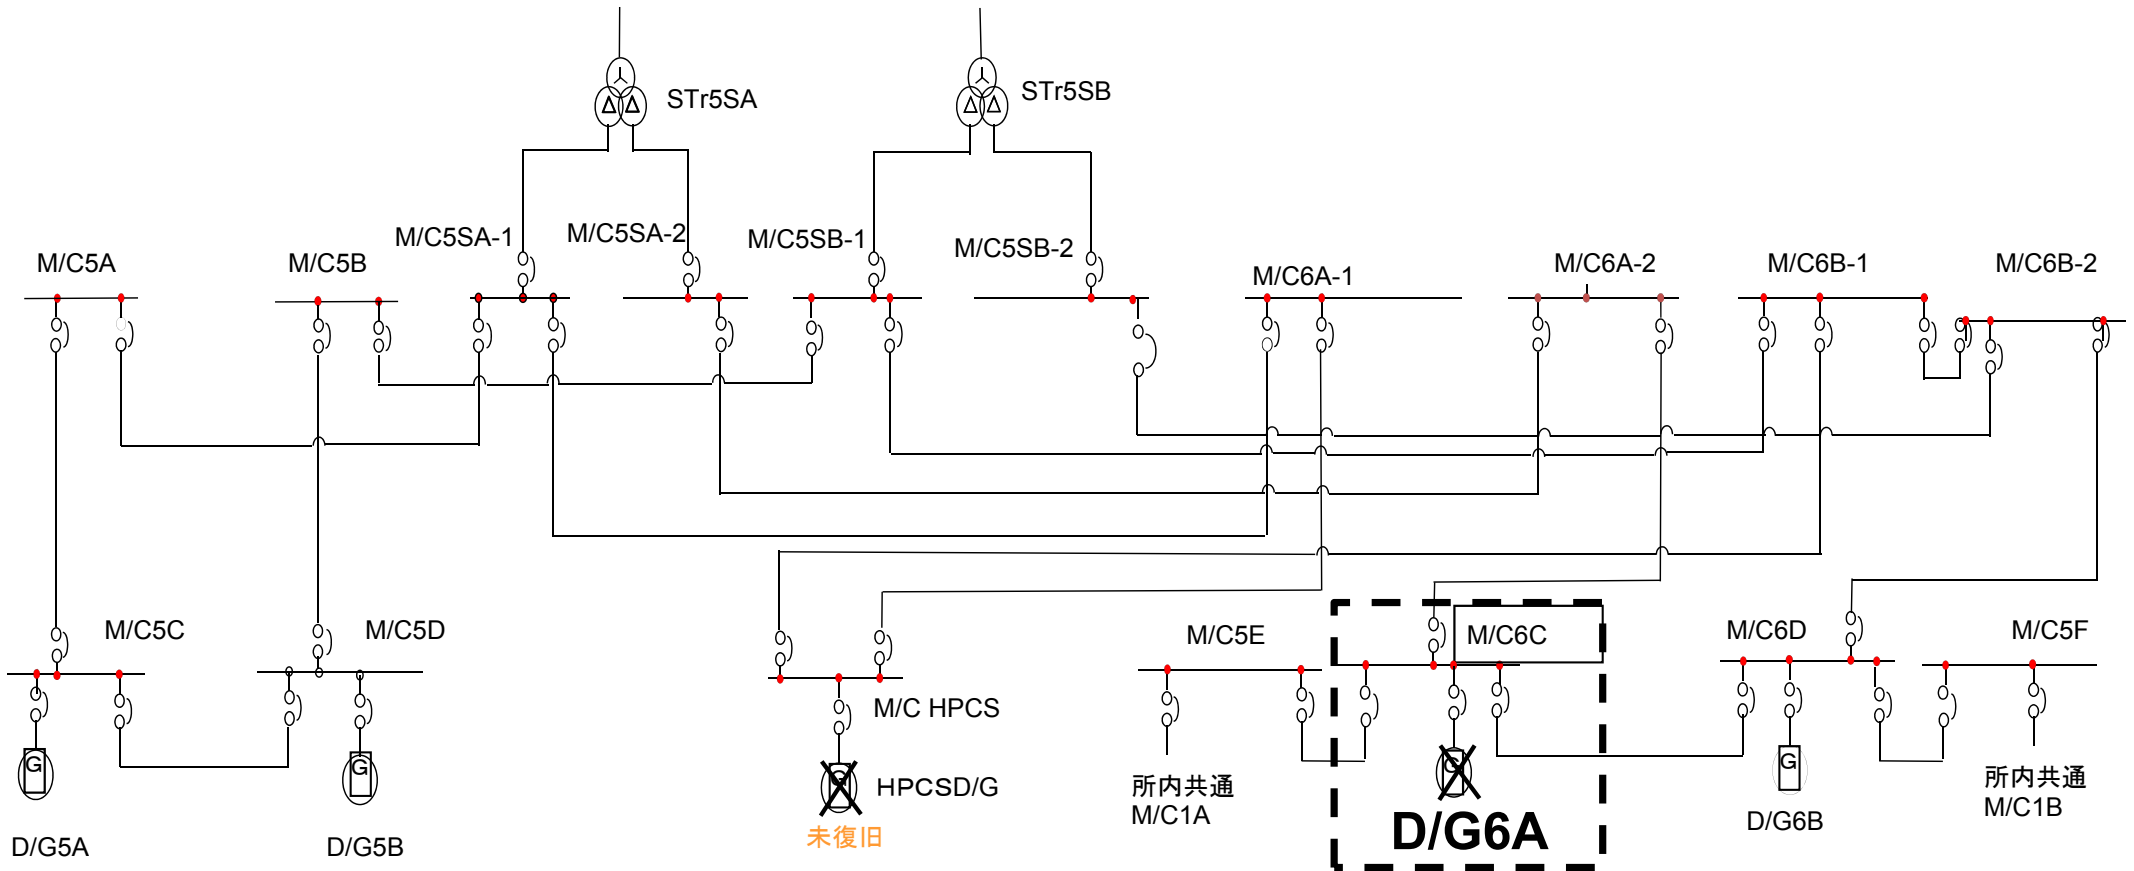 STr5SA
STr5SB
M/C5A
M/C5B
M/C5SA-1
M/C5SA-2
M/C5SB-1
M/C5SB-2
M/C6A-1
M/C6A-2
M/C6B-1
M/C6B-2
M/C5C
M/C5D
M/C5E
M/C6C
M/C6D
M/C5F
M/C HPCS
G
G
G
HPCSD/G
未復旧
所内共通
M/C1A
G
D/G6A
G
D/G6B
所内共通
M/C1B
D/G5A
D/G5B